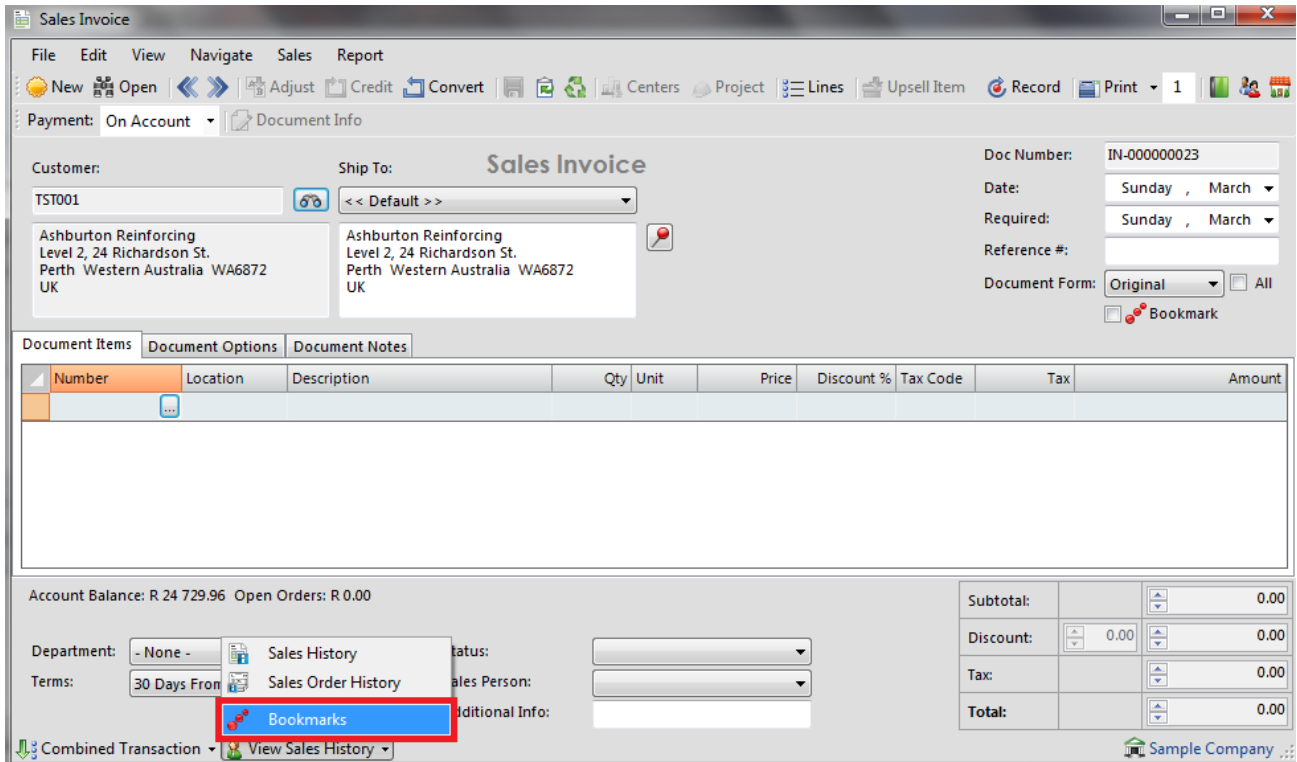 Sales Invoice
File Edit View Navigate Sales Report
New Open Adjust Credit Convert Centers Project Lines Upsell Item Record Print 1
Payment: On Account Document Info
Customer: Ship To: Sales Invoice Doc Number: IN-000000023
TST001 << Default >> Date: Sunday , March
Required: Sunday , March
Ashburton Reinforcing Ashburton Reinforcing
Level 2, 24 Richardson St. Level 2, 24 Richardson St. Reference #:
Perth Western Australia WA6872 Perth Western Australia WA6872
UK UK Document Form: Original All
Bookmark
Document Items Document Options Document Notes
Number Location Description Qty Unit Price Discount % Tax Code Tax Amount
...
Account Balance: R 24 729.96 Open Orders: R 0.00 Subtotal: 0.00
Discount: 0.00 0.00
Department: - None - Sales History tatus:
Terms: 30 Days From Sales Order History ales Person: Tax: 0.00
Bookmarks dditional Info: Total: 0.00
Combined Transaction View Sales History Sample Company